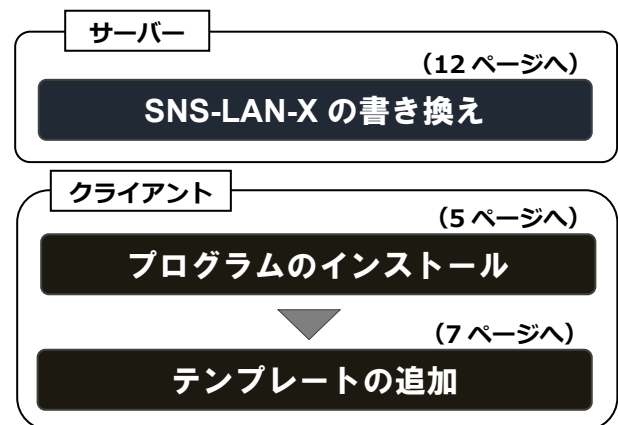 サーバー
（12 ページへ）
SNS-LAN-X の書き換え
クライアント
（5 ページへ）
プログラムのインストール
（7 ページへ）
テンプレートの追加